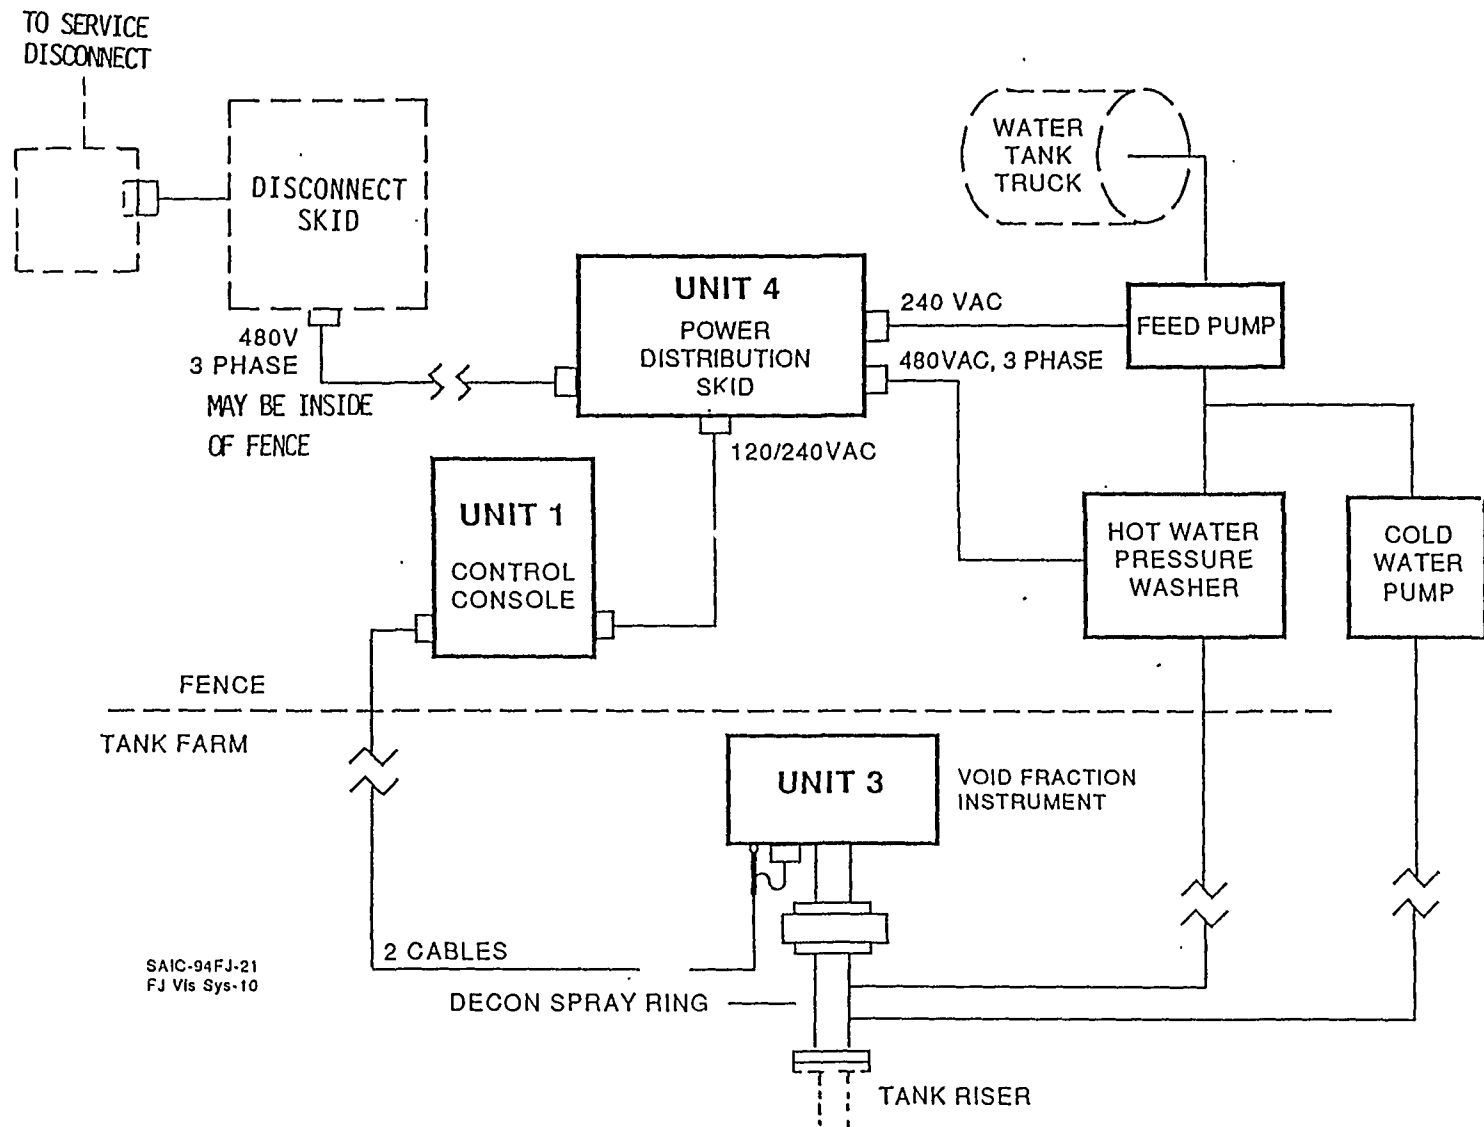 TO SERVICE
DISCONNECT
DISCONNECT
SKID
WATER
TANK
TRUCK
UNIT 4
POWER
DISTRIBUTION
SKID
240 VAC
FEED PUMP
480VAC, 3 PHASE
480V
3 PHASE
MAY BE INSIDE
OF FENCE
120/240VAC
UNIT 1
CONTROL
CONSOLE
HOT WATER
PRESSURE
WASHER
COLD
WATER
PUMP
FENCE
TANK FARM
UNIT 3
VOID FRACTION
INSTRUMENT
2 CABLES
SAIC-94FJ-21
FJ Vis Sys-10
DECON SPRAY RING
TANK RISER